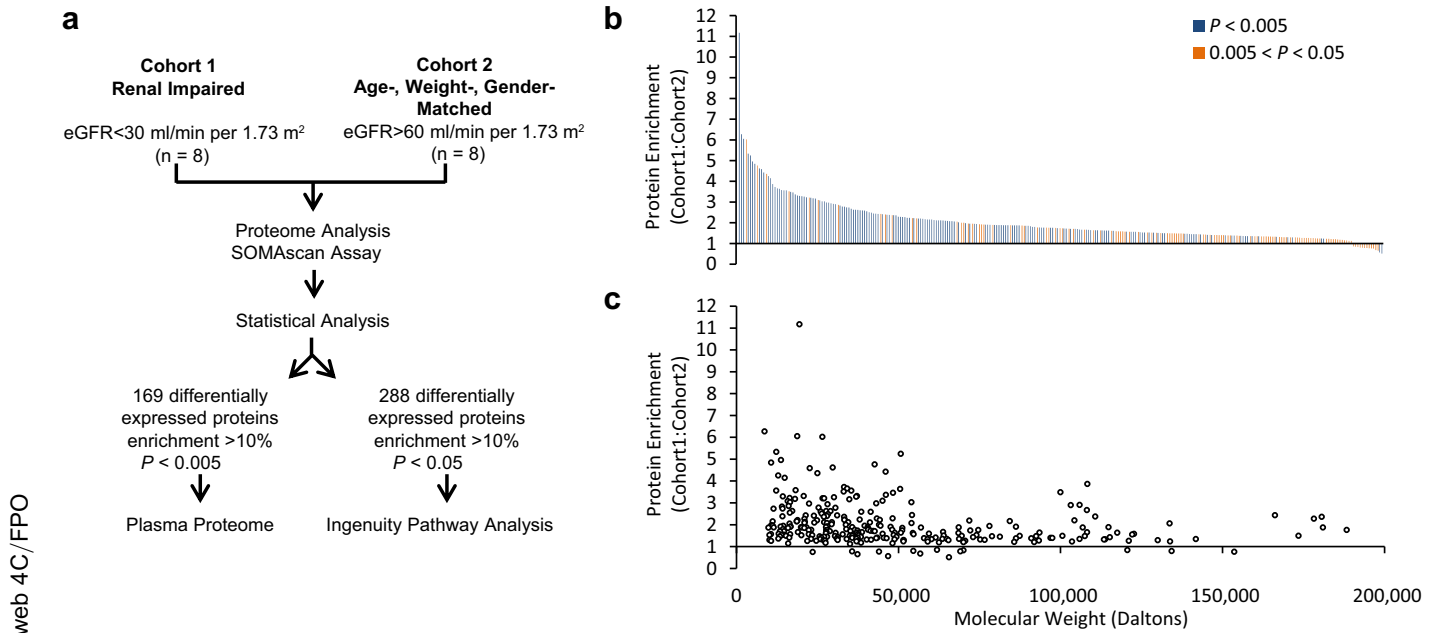 a
Cohort 1
Renal Impaired
eGFR<30 ml/min per 1.73 m²
(n = 8)
Cohort 2
Age-, Weight-, Gender-
Matched
eGFR>60 ml/min per 1.73 m²
(n = 8)
Proteome Analysis
SOMAscan Assay
Statistical Analysis
169 differentially
expressed proteins
enrichment >10%
P < 0.005
288 differentially
expressed proteins
enrichment >10%
P < 0.05
Plasma Proteome
Ingenuity Pathway Analysis
web 4C/FPO
b
Protein Enrichment
(Cohort1:Cohort2)
12
11
10
9
8
7
6
5
4
3
2
1
0
P < 0.005
0.005 < P < 0.05
c
Protein Enrichment
(Cohort1:Cohort2)
12
11
10
9
8
7
6
5
4
3
2
1
0
0 50,000 100,000 150,000 200,000
Molecular Weight (Daltons)